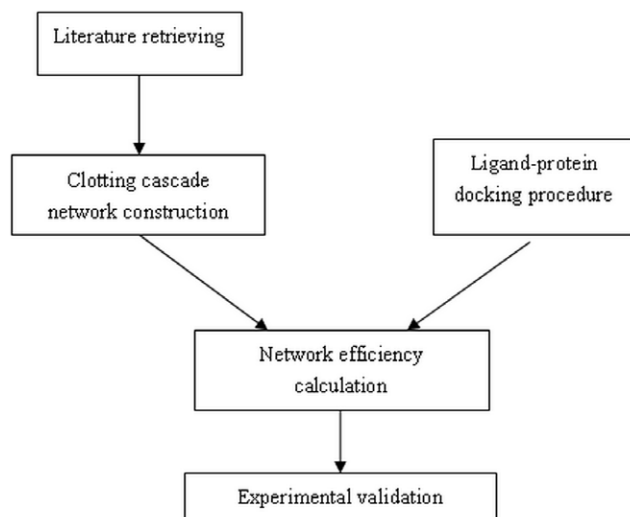 Literature retrieving
Clotting cascade
network construction
Ligand-protein
docking procedure
Network efficiency
calculation
Experimental validation